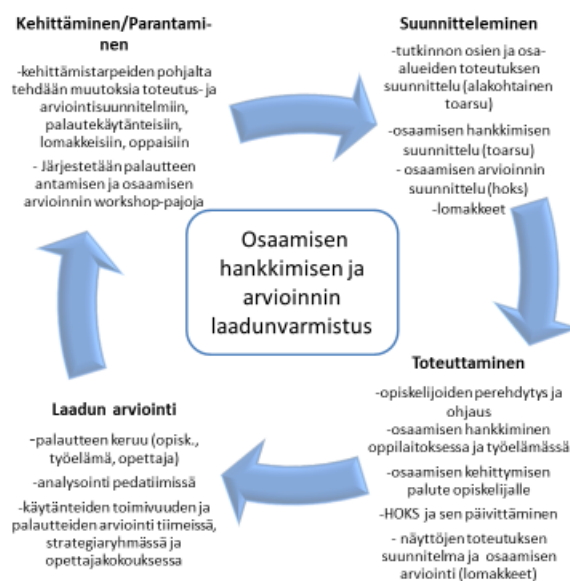 Kehittäminen/Parantami-
nen
-kehittämistarpeiden pohjalta
tehdään muutoksia toteutus- ja
arviointisuunnitelmiin,
palautekäytänteisiin,
lomakkeisiin, oppaisiin
- Järjestetään palautteen
antamisen ja osaamisen
arvioinnin workshop-pajoja
Suunnitteleminen
-tutkinnon osien ja osa-
alueiden toteutuksen
suunnittelu (alakohtainen
toarsu)
-osaamisen hankkimisen
suunnittelu (toarsu)
- osaamisen arvioinnin
suunnittelu (hoks)
-lomakkeet
Osaamisen
hankkimisen ja
arvioinnin
laadunvarmistus
Toteuttaminen
-opiskelijoiden perehdytys ja
ohjaus
-osaamisen hankkiminen
oppilaitoksessa ja työelämässä
-osaamisen kehittymisen
palute opiskelijalle
-HOKS ja sen päivittäminen
- näyttöjen toteutuksen
suunnitelma ja osaamisen
arviointi (lomakkeet)
Laadun arviointi
-palautteen keruu (opisk.,
työelämä, opettaja)
-analysointi pedatiimissä
-käytänteiden toimivuuden ja
palautteiden arviointi tiimeissä,
strategiaryhmässä ja
opettajakokouksessa